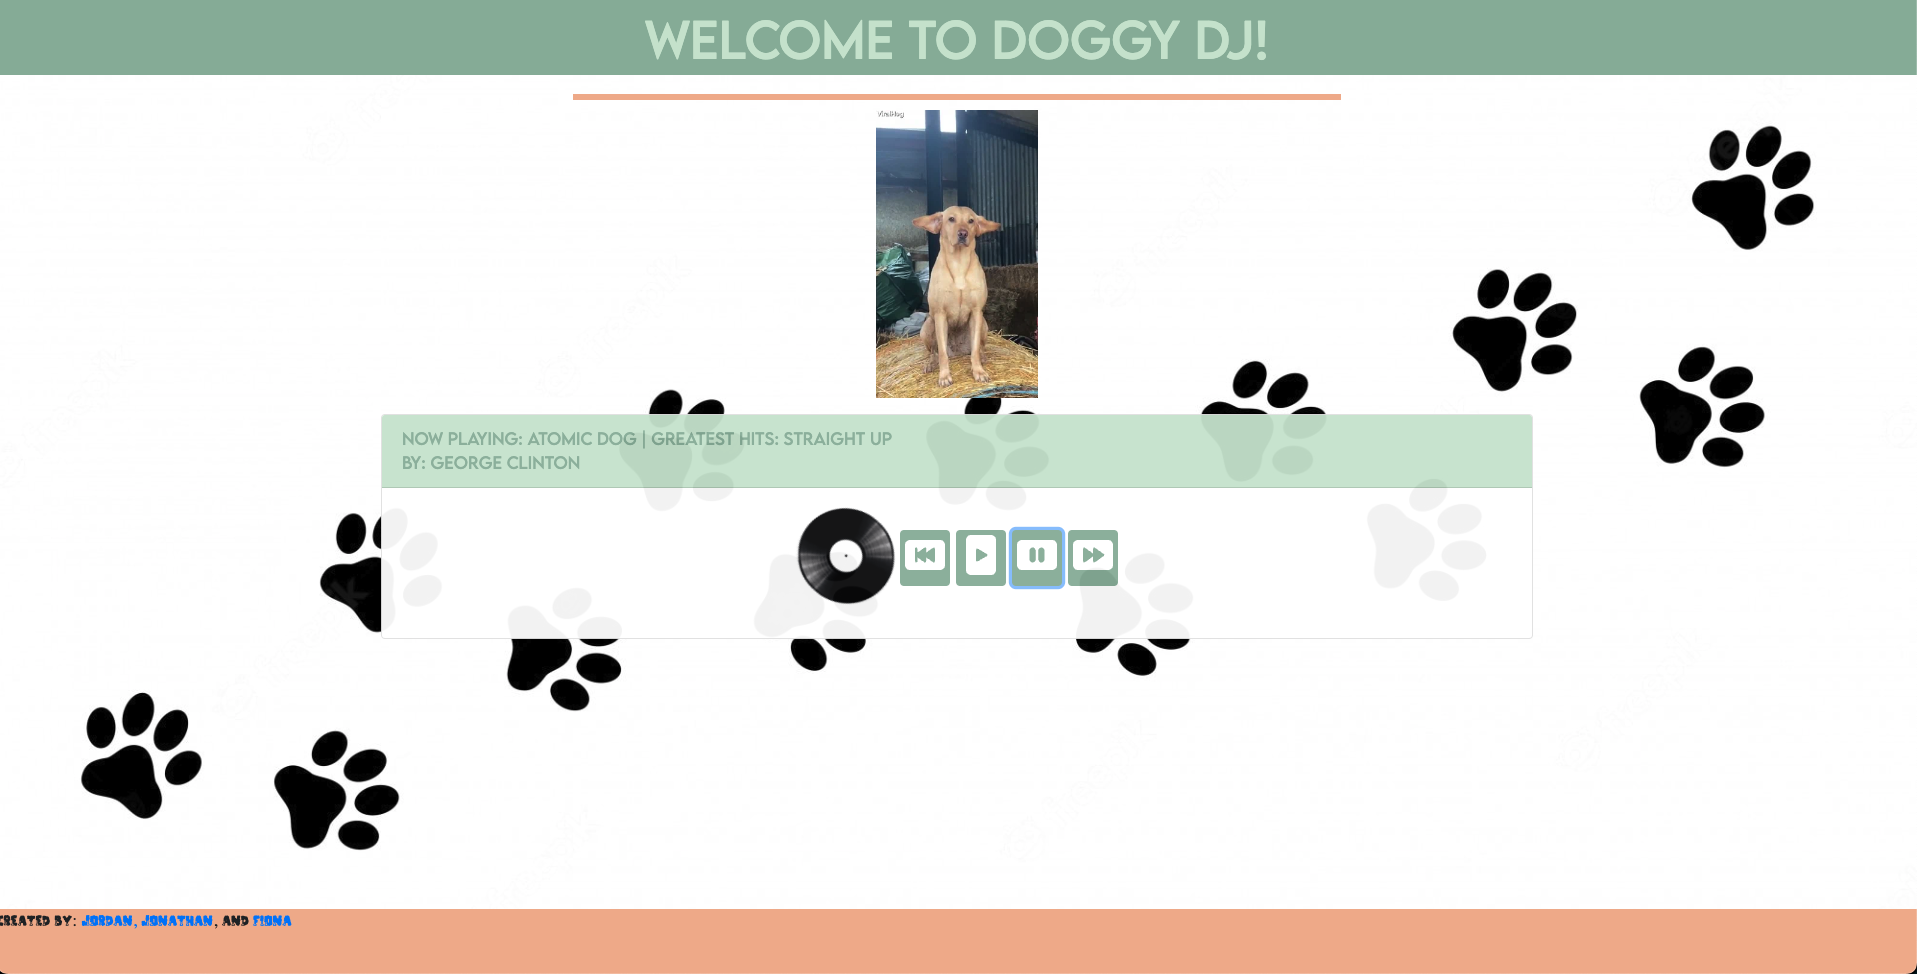 WELCOME TO DOGGY DJ!
ViralHog
NOW PLAYING: ATOMIC DOG | GREATEST HITS: STRAIGHT UP
BY: GEORGE CLINTON
CREATED BY: JORDAN, JONATHAN, AND FIONA